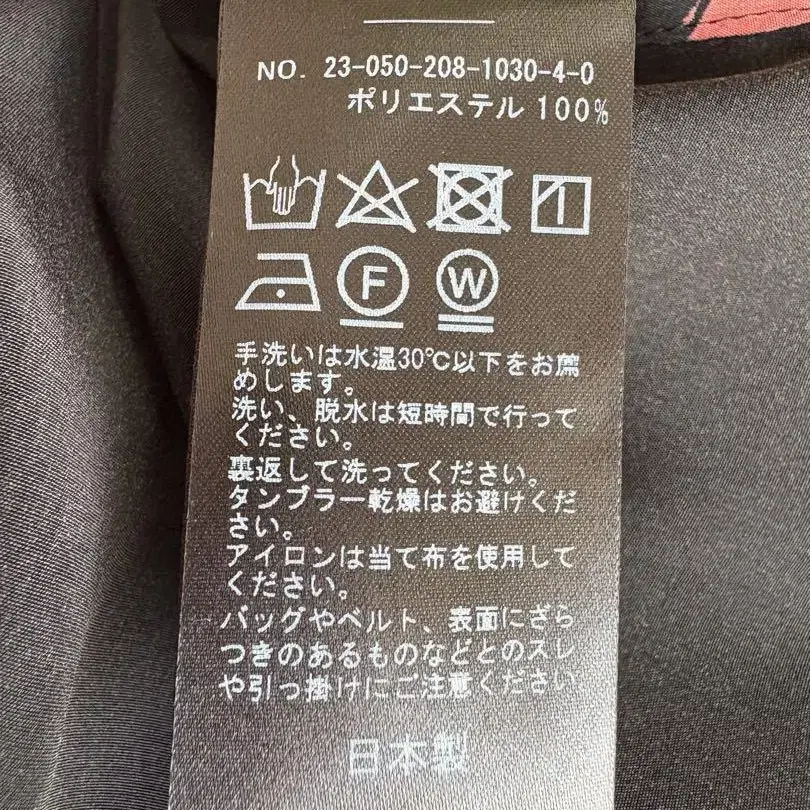 NO. 23-050-208-1030-4-0
ポリエステル 100%
F W
手洗いは水温30℃以下をお薦
めします。
洗い、脱水は短時間で行って
ください。
裏返して洗ってください。
タンブラー乾燥はお避けくだ
さい。
アイロンは当て布を使用して
ください。
バッグやベルト、表面にざら
つきのあるものなどとのスレ
や引っ掛けにご注意ください
日本製